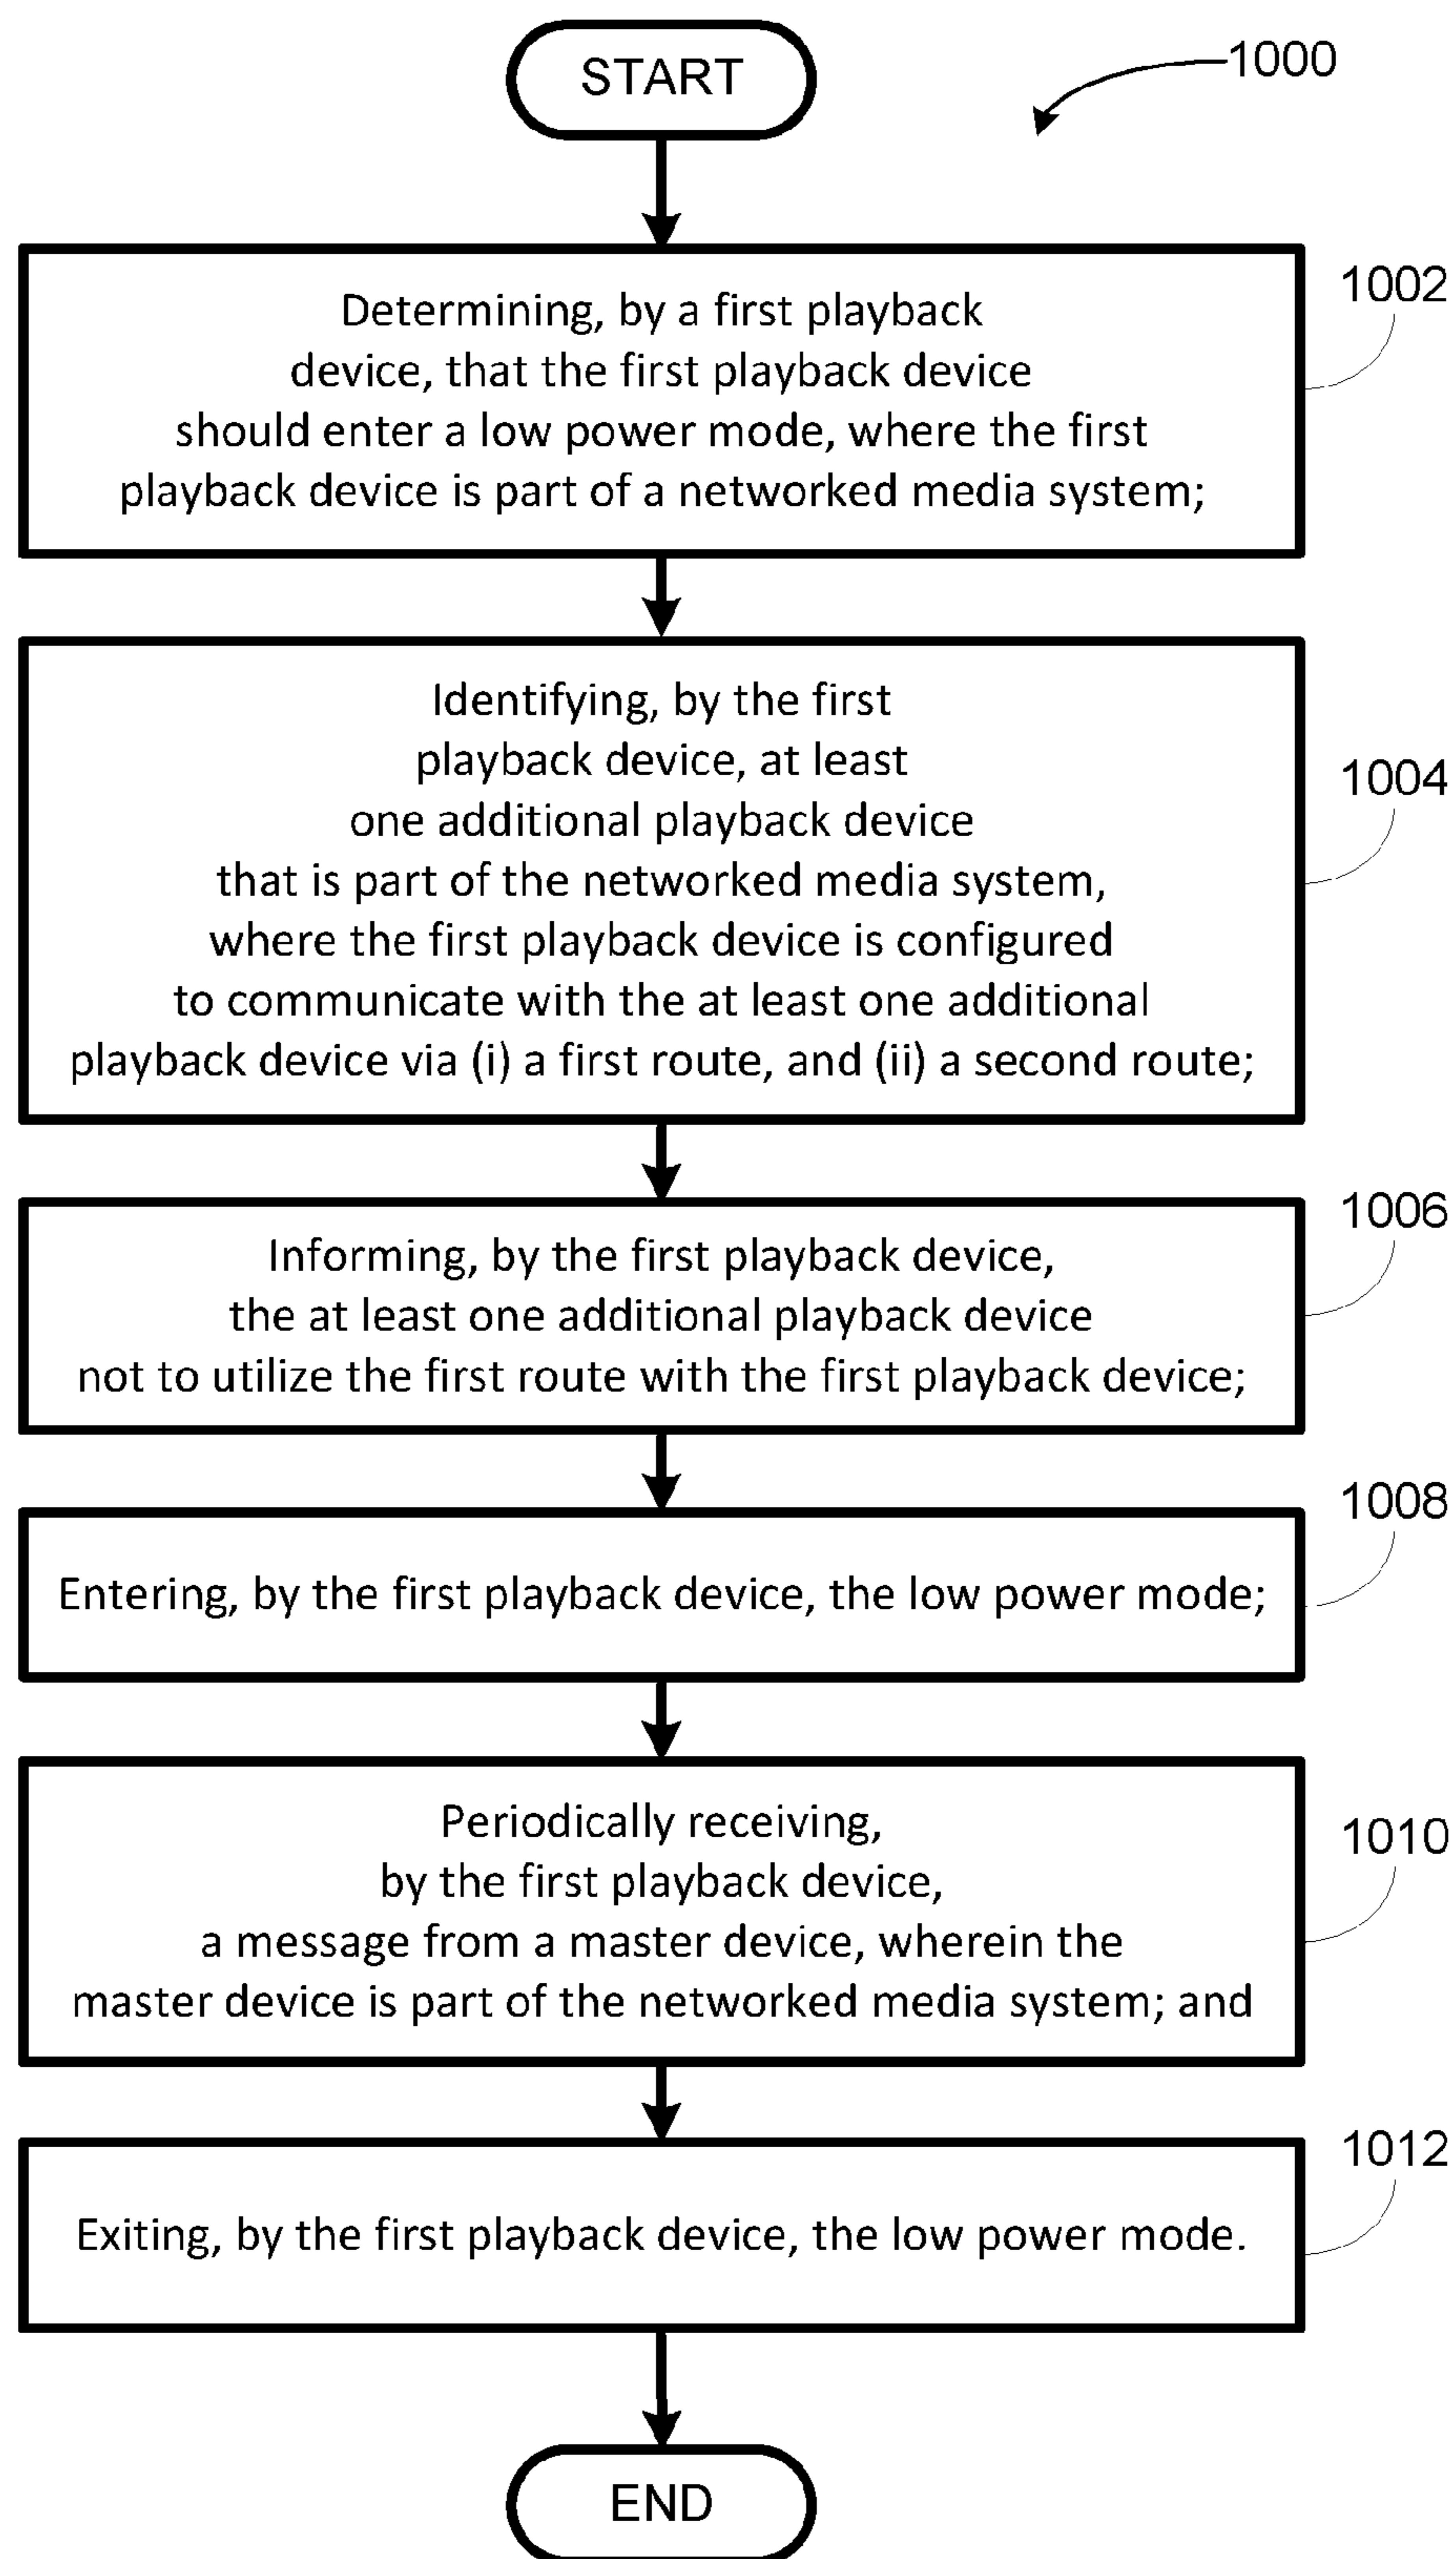 START
1000
1002
Determining, by a first playback
device, that the first playback device
should enter a low power mode, where the first
playback device is part of a networked media system;
1004
Identifying, by the first
playback device, at least
one additional playback device
that is part of the networked media system,
where the first playback device is configured
to communicate with the at least one additional
playback device via (i) a first route, and (ii) a second route;
1006
Informing, by the first playback device,
the at least one additional playback device
not to utilize the first route with the first playback device;
1008
Entering, by the first playback device, the low power mode;
1010
Periodically receiving,
by the first playback device,
a message from a master device, wherein the
master device is part of the networked media system; and
1012
Exiting, by the first playback device, the low power mode.
END